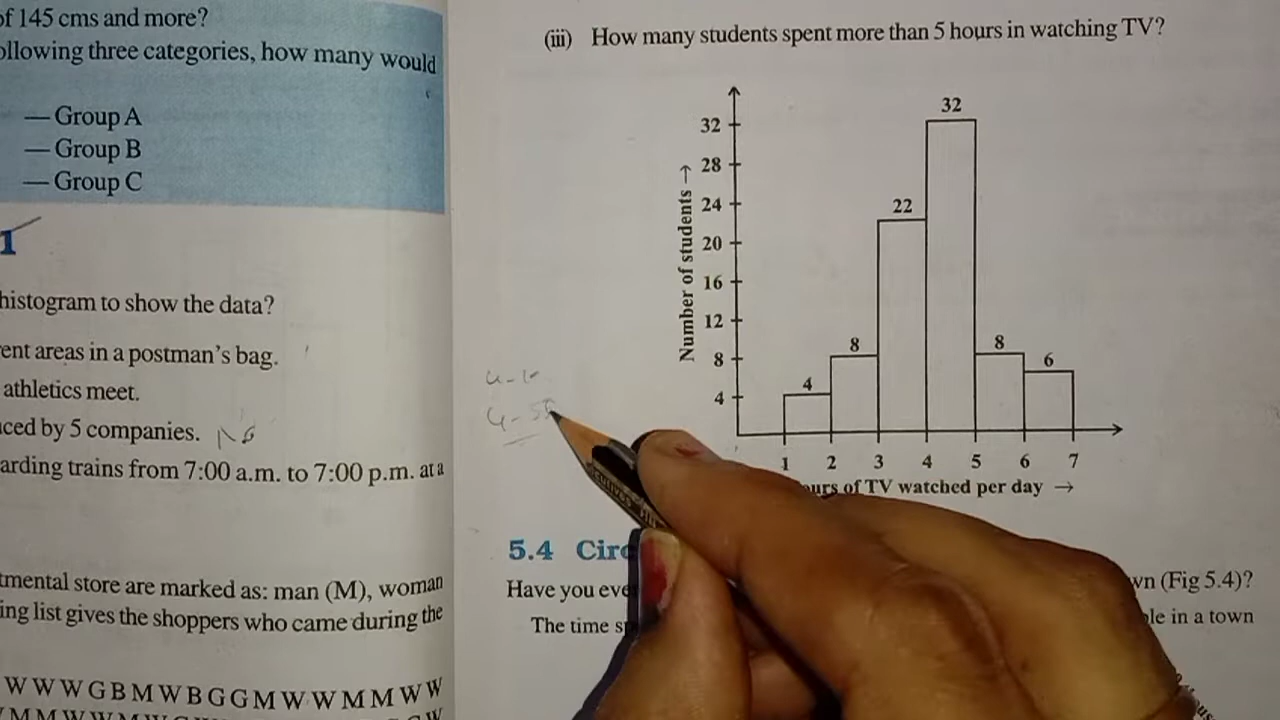 of 145 cms and more?
ollowing three categories, how many would
— Group A
— Group B
— Group C
1
histogram to show the data?
ent areas in a postman's bag.
athletics meet.
ced by 5 companies. No
arding trains from 7:00 a.m. to 7:00 p.m. at a
tmental store are marked as: man (M), woman
ing list gives the shoppers who came during the
W W W G B M W B G G M W W M M W W
(iii) How many students spent more than 5 hours in watching TV?
Number of students →
32
28
24
20
16
12
8
4
4
8
22
32
8
6
1 2 3 4 5 6 7
ours of TV watched per day →
5.4 Circ
Have you eve wn (Fig 5.4)?
The time sp le in a town